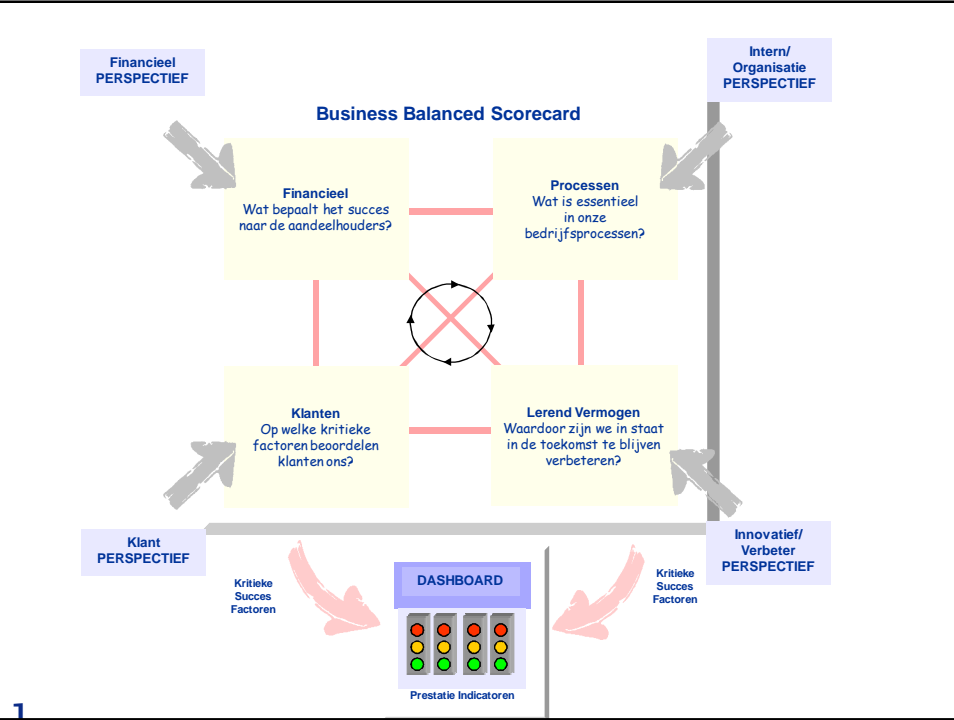 Financieel
PERSPECTIEF
Intern/
Organisatie
PERSPECTIEF
Business Balanced Scorecard
Financieel
Wat bepaalt het succes
naar de aandeelhouders?
Processen
Wat is essentieel
in onze
bedrijfsprocessen?
Klanten
Op welke kritieke
factoren beoordelen
klanten ons?
Lerend Vermogen
Waardoor zijn we in staat
in de toekomst te blijven
verbeteren?
Klant
PERSPECTIEF
Innovatief/
Verbeter
PERSPECTIEF
Kritieke
Succes
Factoren
DASHBOARD
Kritieke
Succes
Factoren
Prestatie Indicatoren
1